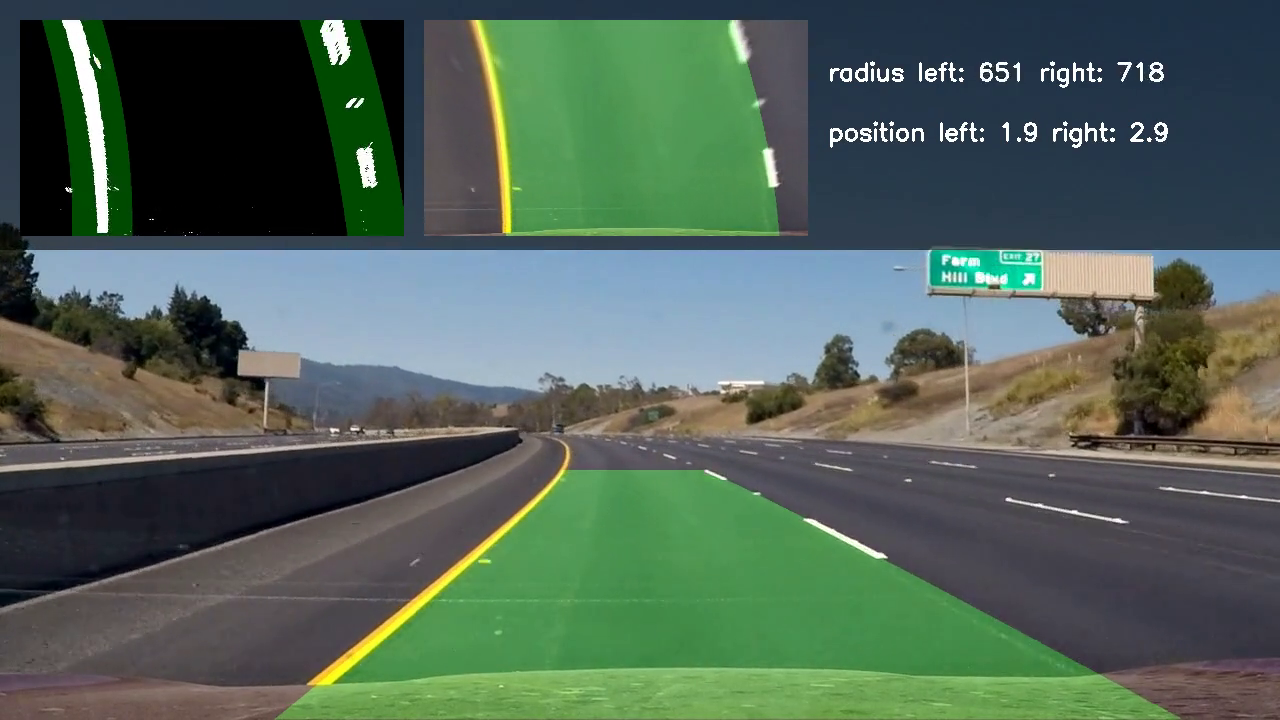 radius left: 651 right: 718
position left: 1.9 right: 2.9
EXIT 27
Farm
Hill Blvd